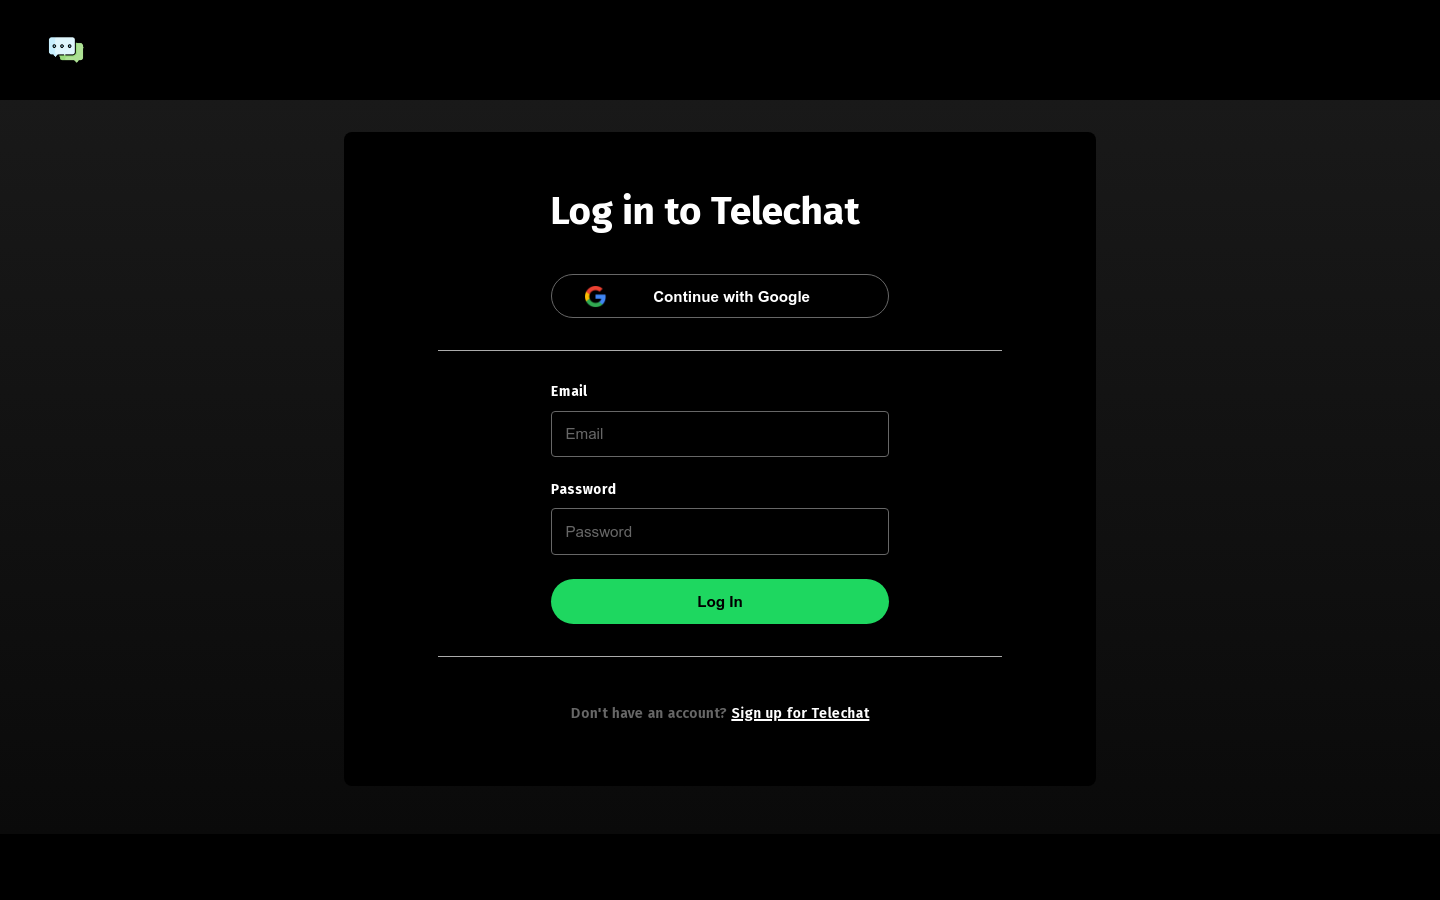 Log in to Telechat
Continue with Google
Email
Email
Password
Password
Log In
Don't have an account? Sign up for Telechat